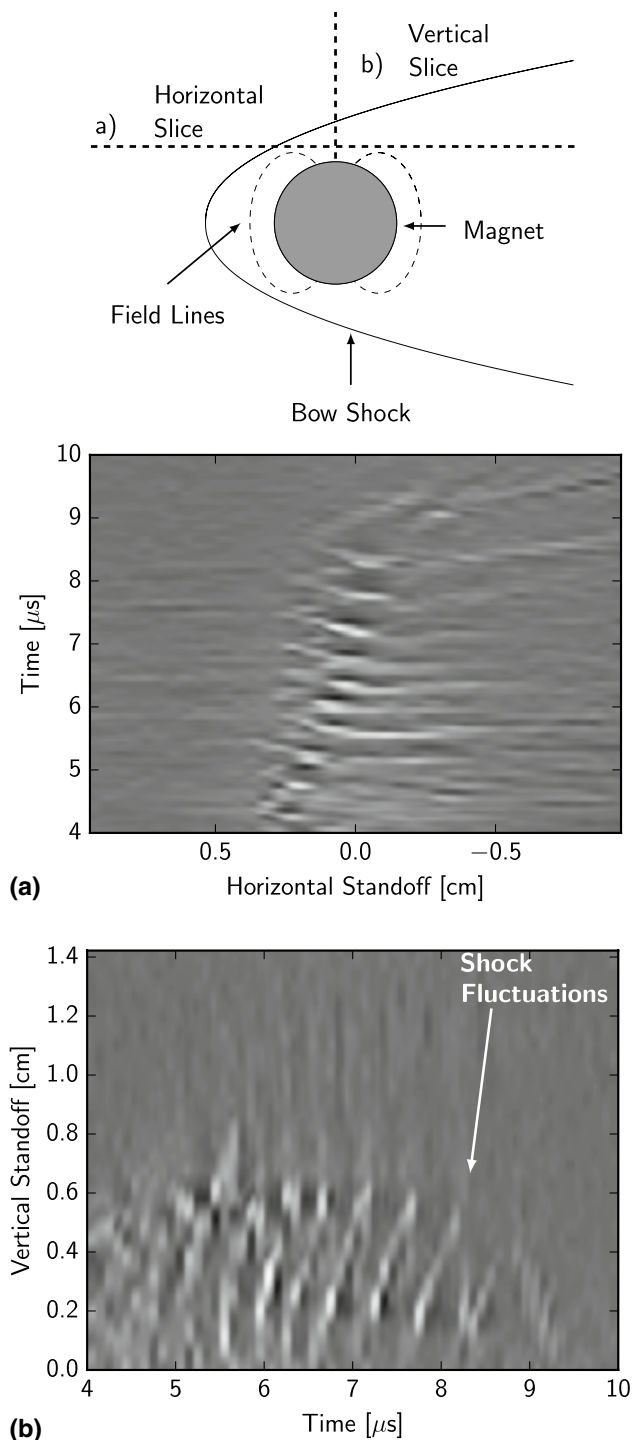 Vertical
b) Slice
Horizontal
a) Slice
Magnet
Field Lines
Bow Shock
10
9
8
7
6
5
4
Time [μs]
0.5 0.0 −0.5
Horizontal Standoff [cm]
(a)
Shock
Fluctuations
1.4
1.2
1.0
0.8
0.6
0.4
0.2
0.0
Vertical Standoff [cm]
4 5 6 7 8 9 10
Time [μs]
(b)